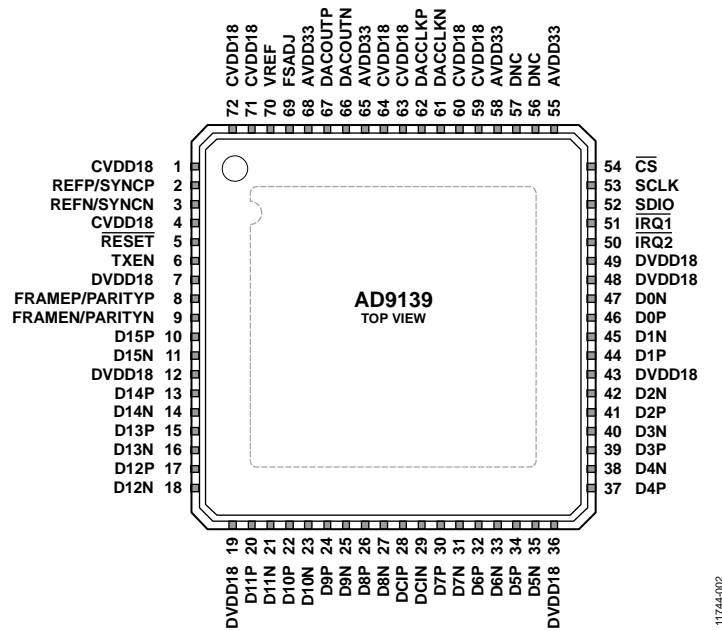 72 CVDD18
71 CVDD18
70 VREF
69 FSADJ
68 AVDD33
67 DACOUTP
66 DACOUTN
65 AVDD33
64 CVDD18
63 CVDD18
62 DACCLKP
61 DACCLKN
60 CVDD18
59 CVDD18
58 AVDD33
57 DNC
56 DNC
55 AVDD33
CVDD18 1
REFP/SYNCP 2
REFN/SYNCN 3
CVDD18 4
RESET 5
TXEN 6
DVDD18 7
FRAMEP/PARITYP 8
FRAMEN/PARITYN 9
D15P 10
D15N 11
DVDD18 12
D14P 13
D14N 14
D13P 15
D13N 16
D12P 17
D12N 18
AD9139
TOP VIEW
54 CS
53 SCLK
52 SDIO
51 IRQ1
50 IRQ2
49 DVDD18
48 DVDD18
47 D0N
46 D0P
45 D1N
44 D1P
43 DVDD18
42 D2N
41 D2P
40 D3N
39 D3P
38 D4N
37 D4P
DVDD18 19
D11P 20
D11N 21
D10P 22
D10N 23
D9P 24
D9N 25
D8P 26
D8N 27
DCIP 28
DCIN 29
D7P 30
D7N 31
D6P 32
D6N 33
D5P 34
D5N 35
DVDD18 36
11744-002